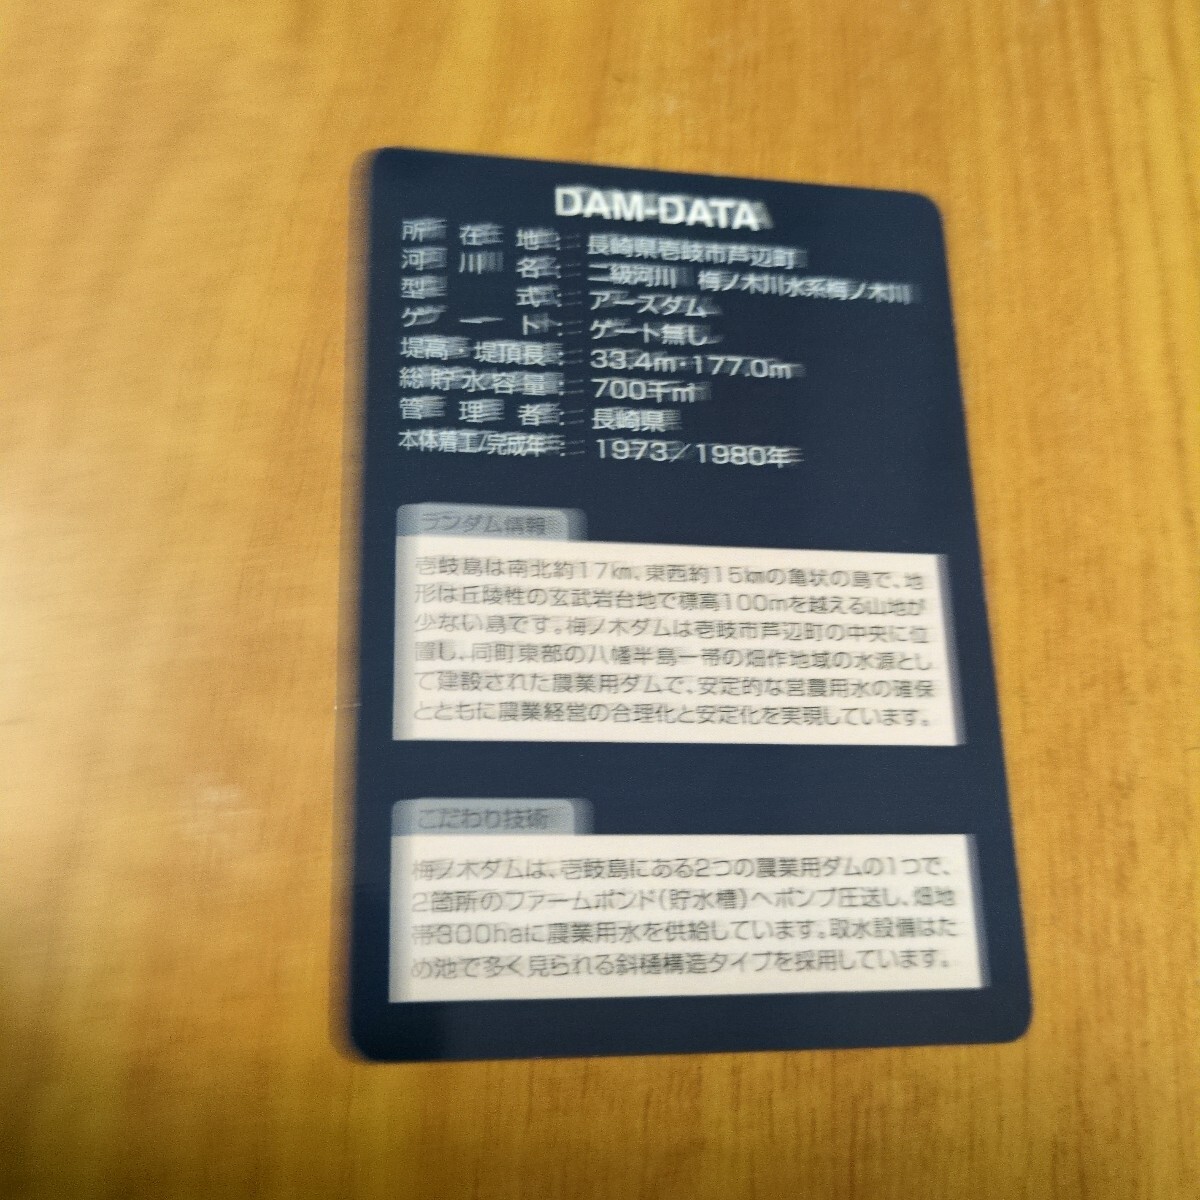 DAM-DATA
所在地：長崎県壱岐市芦辺町
河川名：二級河川　梅ノ木川水系梅ノ木川
型式：アースダム
ゲート：ゲート無し
堤高・堤頂長：33.4m・177.0m
総貯水容量：700千㎥
管理者：長崎県
本体着工/完成年：1973／1980年
ランダム情報
壱岐島は南北約17㎞、東西約15㎞の亀状の島で、地
形は丘陵性の玄武岩台地で標高100mを越える山地が
少ない島です。梅ノ木ダムは壱岐市芦辺町の中央に位
置し、同町東部の八幡半島一帯の畑作地域の水源とし
て建設された農業用ダムで、安定的な営農用水の確保
とともに農業経営の合理化と安定化を実現しています。
こだわり技術
梅ノ木ダムは、壱岐島にある2つの農業用ダムの1つで、
2箇所のファームポンド（貯水槽）へポンプ圧送し、畑地
帯300haに農業用水を供給しています。取水設備はた
め池で多く見られる斜樋構造タイプを採用しています。